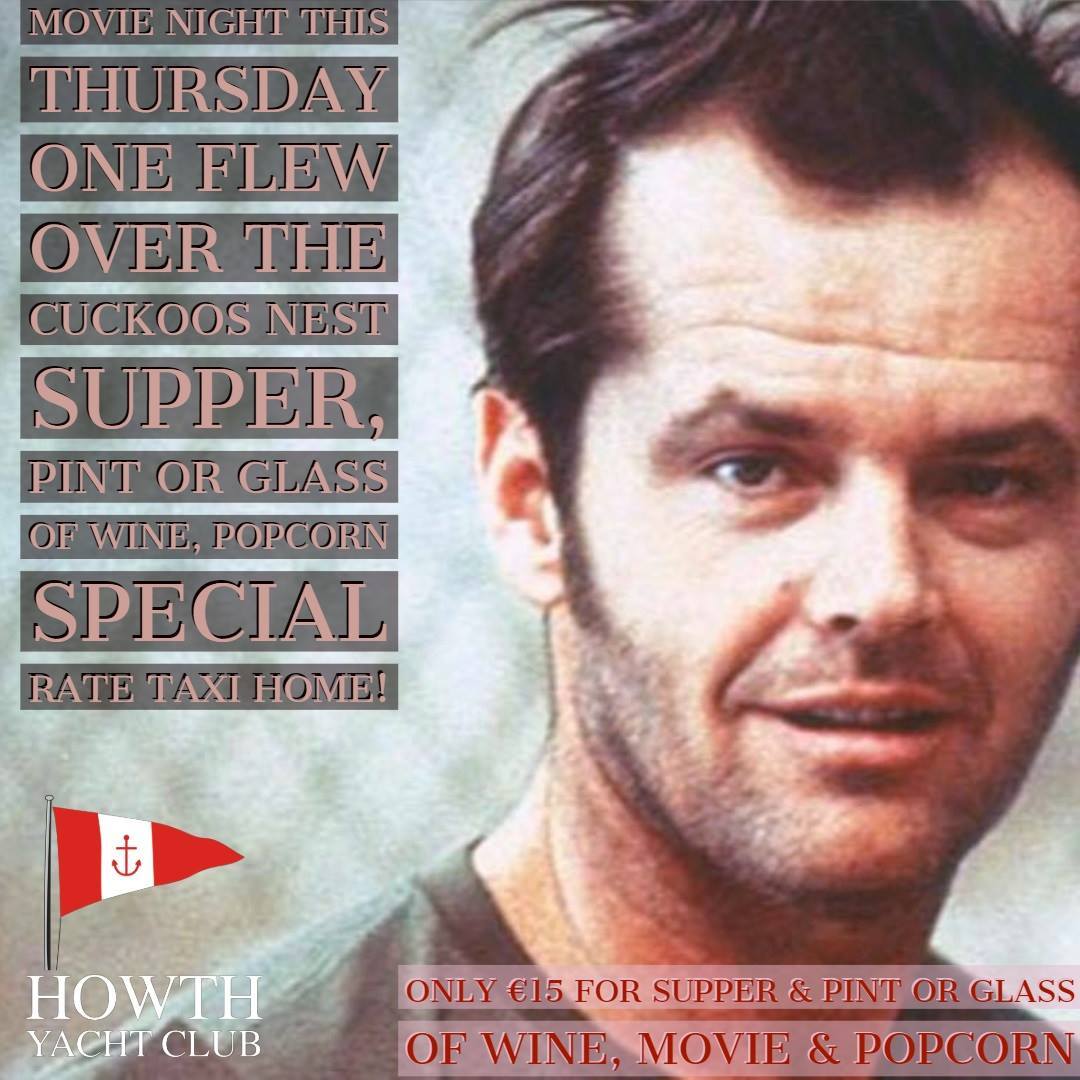 MOVIE NIGHT THIS
THURSDAY
ONE FLEW
OVER THE
CUCKOOS NEST
SUPPER,
PINT OR GLASS
OF WINE, POPCORN
SPECIAL
RATE TAXI HOME!
HOWTH
YACHT CLUB
ONLY €15 FOR SUPPER & PINT OR GLASS
OF WINE, MOVIE & POPCORN